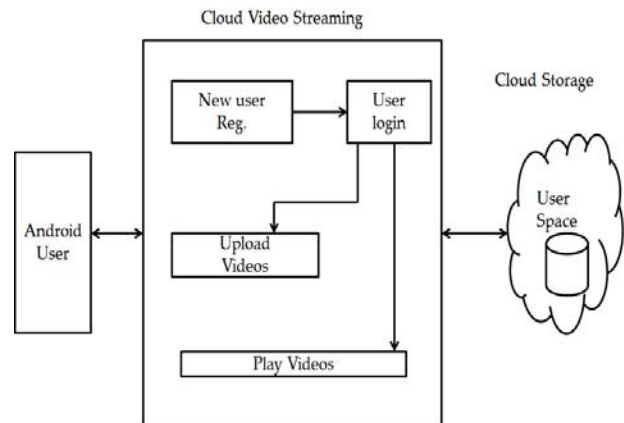 Cloud Video Streaming
New user
Reg.
User
login
Cloud Storage
Android
User
Upload
Videos
User
Space
Play Videos